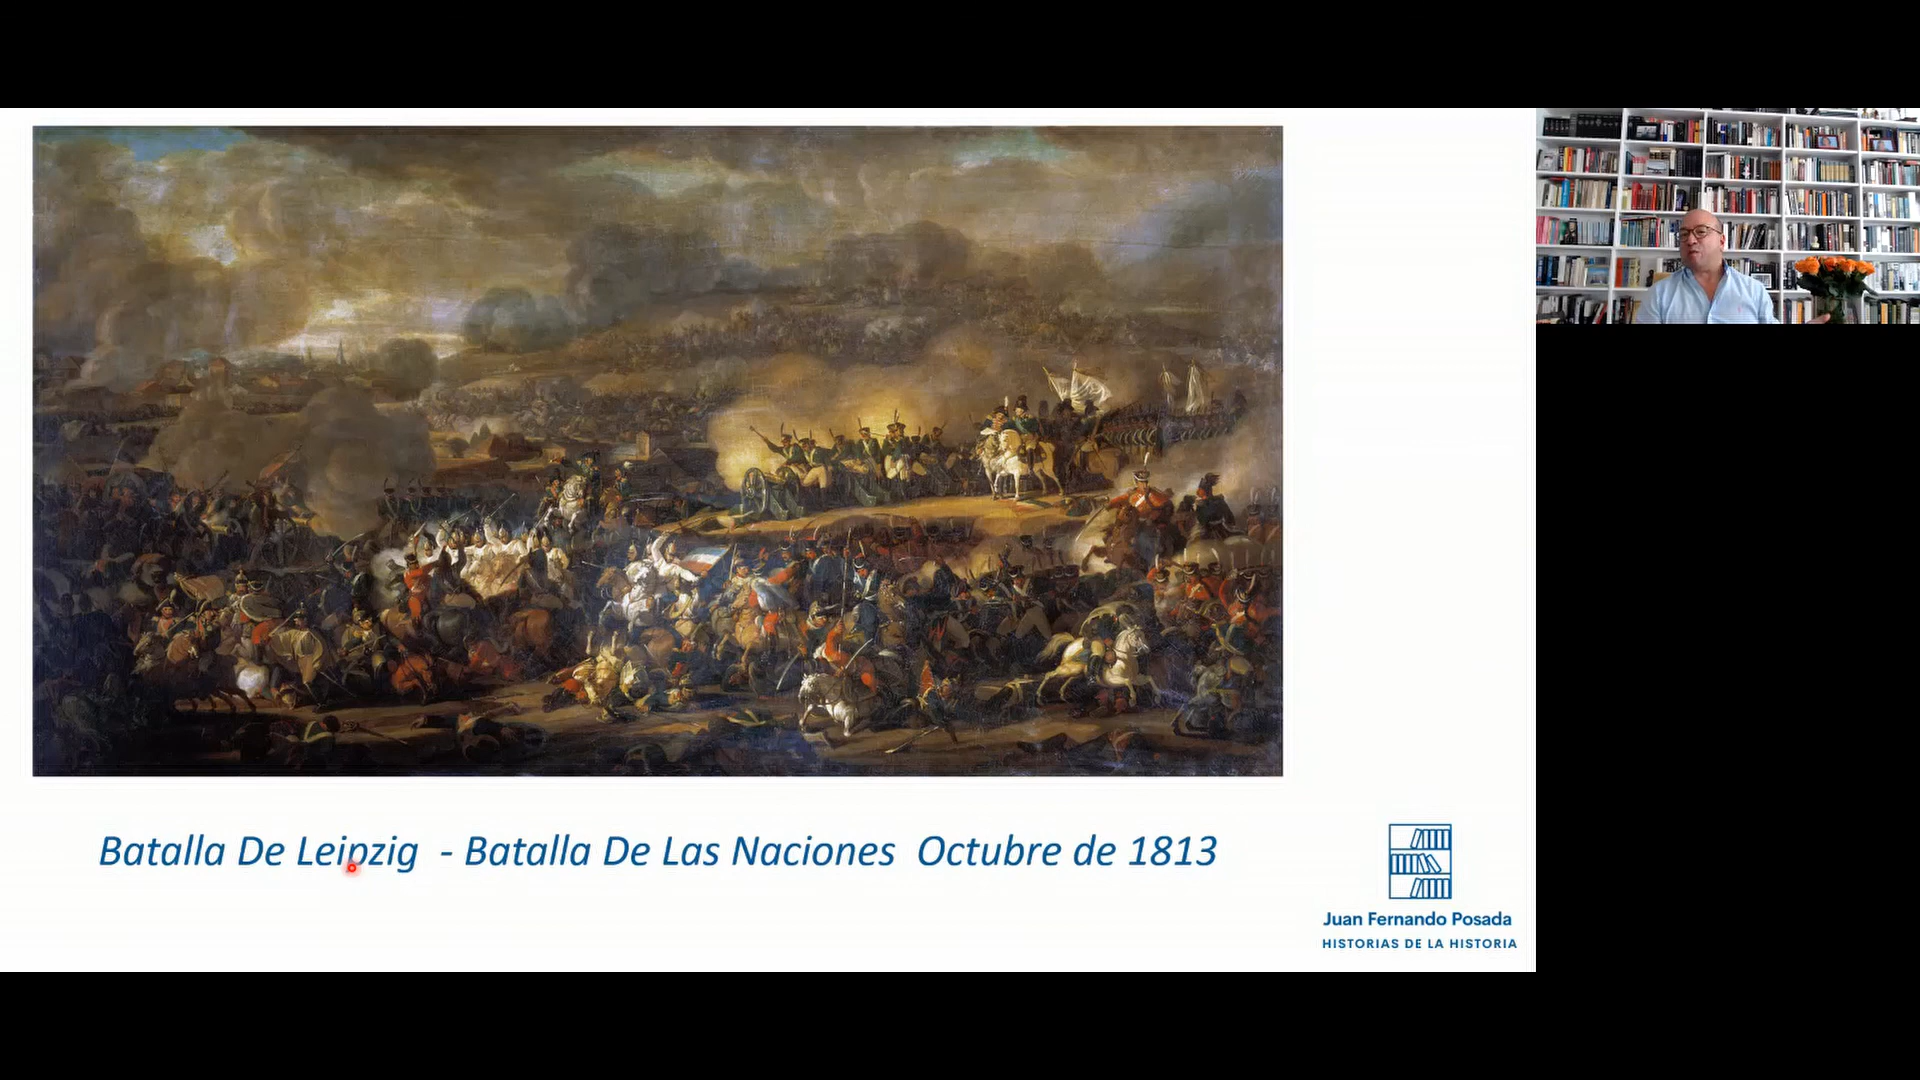 Batalla De Leipzig - Batalla De Las Naciones Octubre de 1813
Juan Fernando Posada
HISTORIAS DE LA HISTORIA